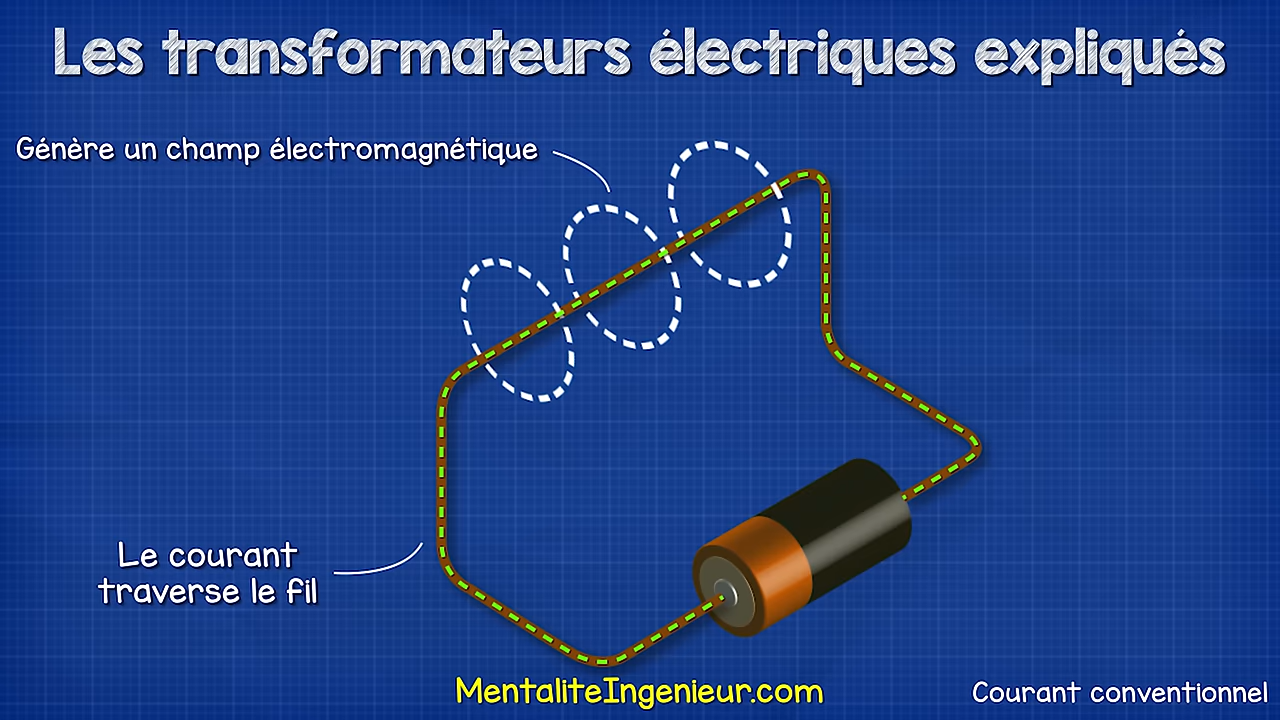 Les transformateurs électriques expliqués
Génère un champ électromagnétique
Le courant
traverse le fil
MentaliteIngenieur.com
Courant conventionnel